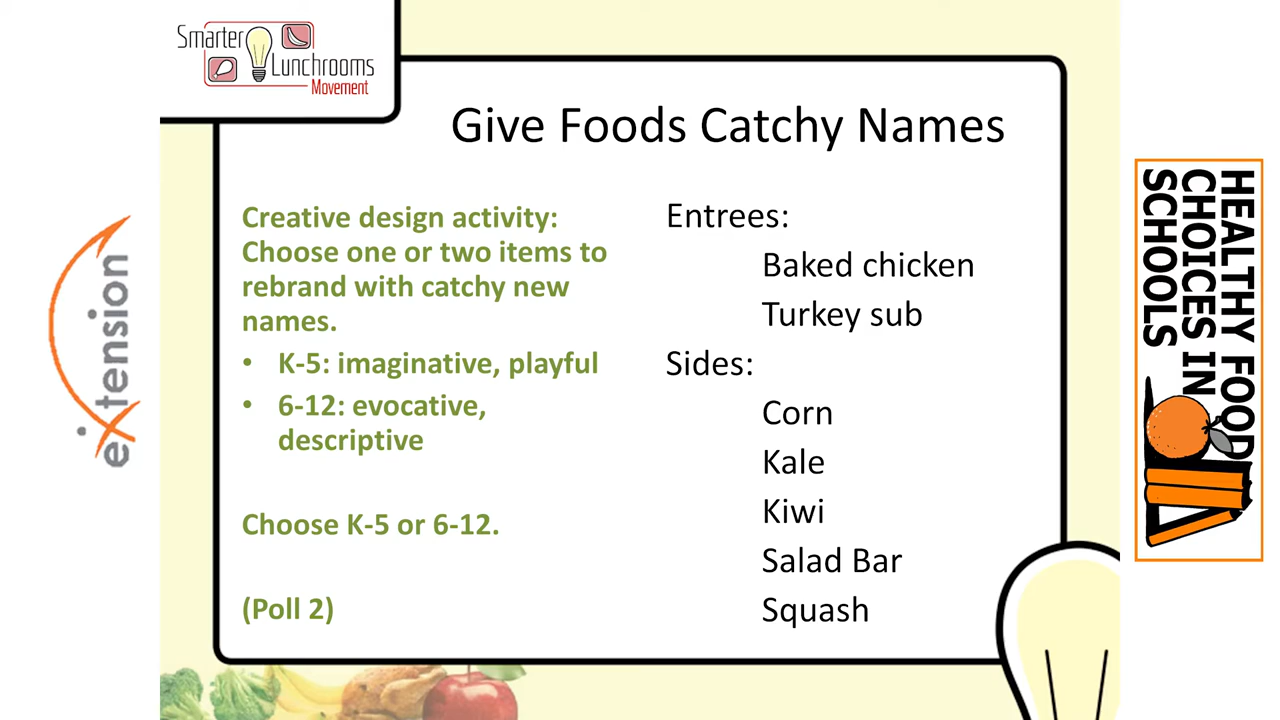 Smarter
Lunchrooms
Movement
Give Foods Catchy Names
Creative design activity:
Choose one or two items to
rebrand with catchy new
names.
• K-5: imaginative, playful
• 6-12: evocative,
descriptive
Choose K-5 or 6-12.
(Poll 2)
Entrees:
Baked chicken
Turkey sub
Sides:
Corn
Kale
Kiwi
Salad Bar
Squash
eXtension
HEALTHY FOOD
CHOICES IN
SCHOOLS